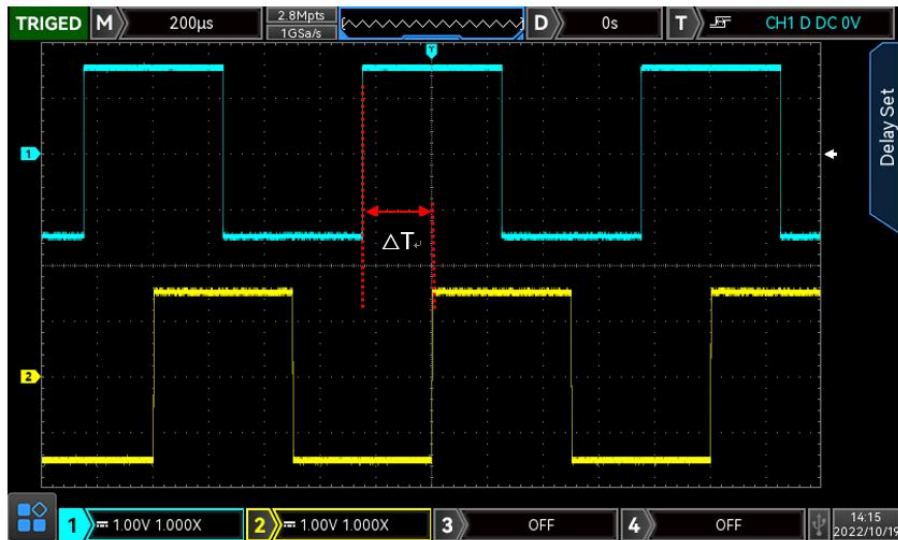 TRIGED M 200μs 2.8Mpts D 0s T CH1 D DC 0V
1GSa/s
T
Delay Set
1
△T
2
1 1.00V 1.000X 2 1.00V 1.000X 3 OFF 4 OFF 14:15
2022/10/19